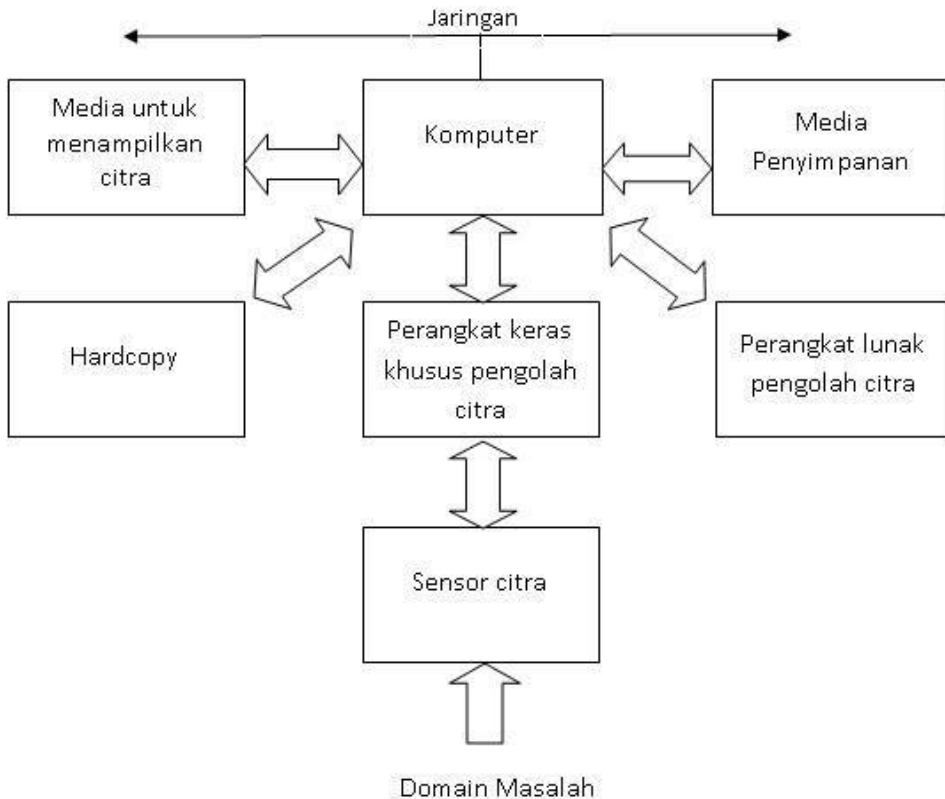 Jaringan
Media untuk
menampilkan
citra
Komputer
Media
Penyimpanan
Hardcopy
Perangkat keras
khusus pengolah
citra
Perangkat lunak
pengolah citra
Sensor citra
Domain Masalah